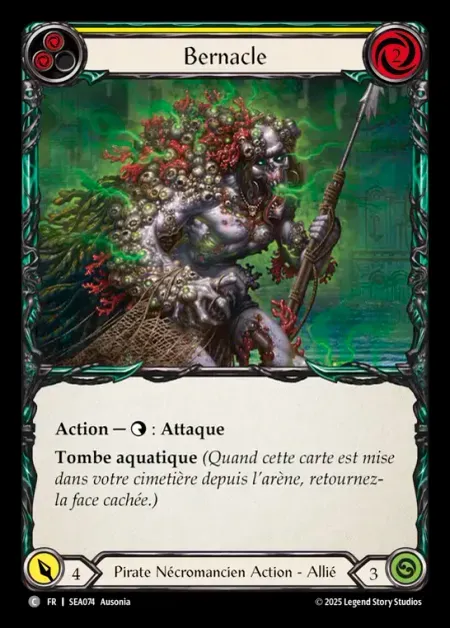 Bernacle
2
Action — : Attaque
Tombe aquatique (Quand cette carte est mise
dans votre cimetière depuis l'arène, retournez-
la face cachée.)
4
Pirate Nécromancien Action - Allié
3
C FR | SEA074 Ausonia
© 2025 Legend Story Studios